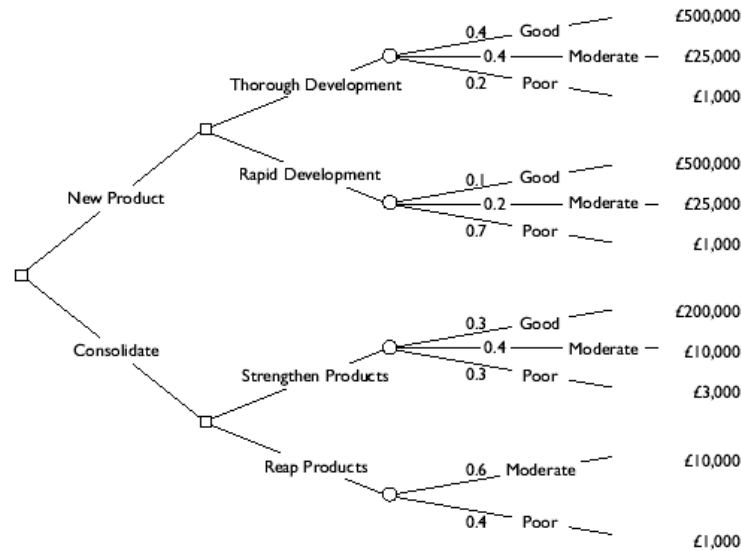 0.4 Good £500,000
0.4 Moderate £25,000
0.2 Poor £1,000
Thorough Development
Rapid Development
0.1 Good £500,000
0.2 Moderate £25,000
0.7 Poor £1,000
New Product
Consolidate
0.3 Good £200,000
0.4 Moderate £10,000
0.3 Poor £3,000
Strengthen Products
Reap Products
0.6 Moderate £10,000
0.4 Poor £1,000